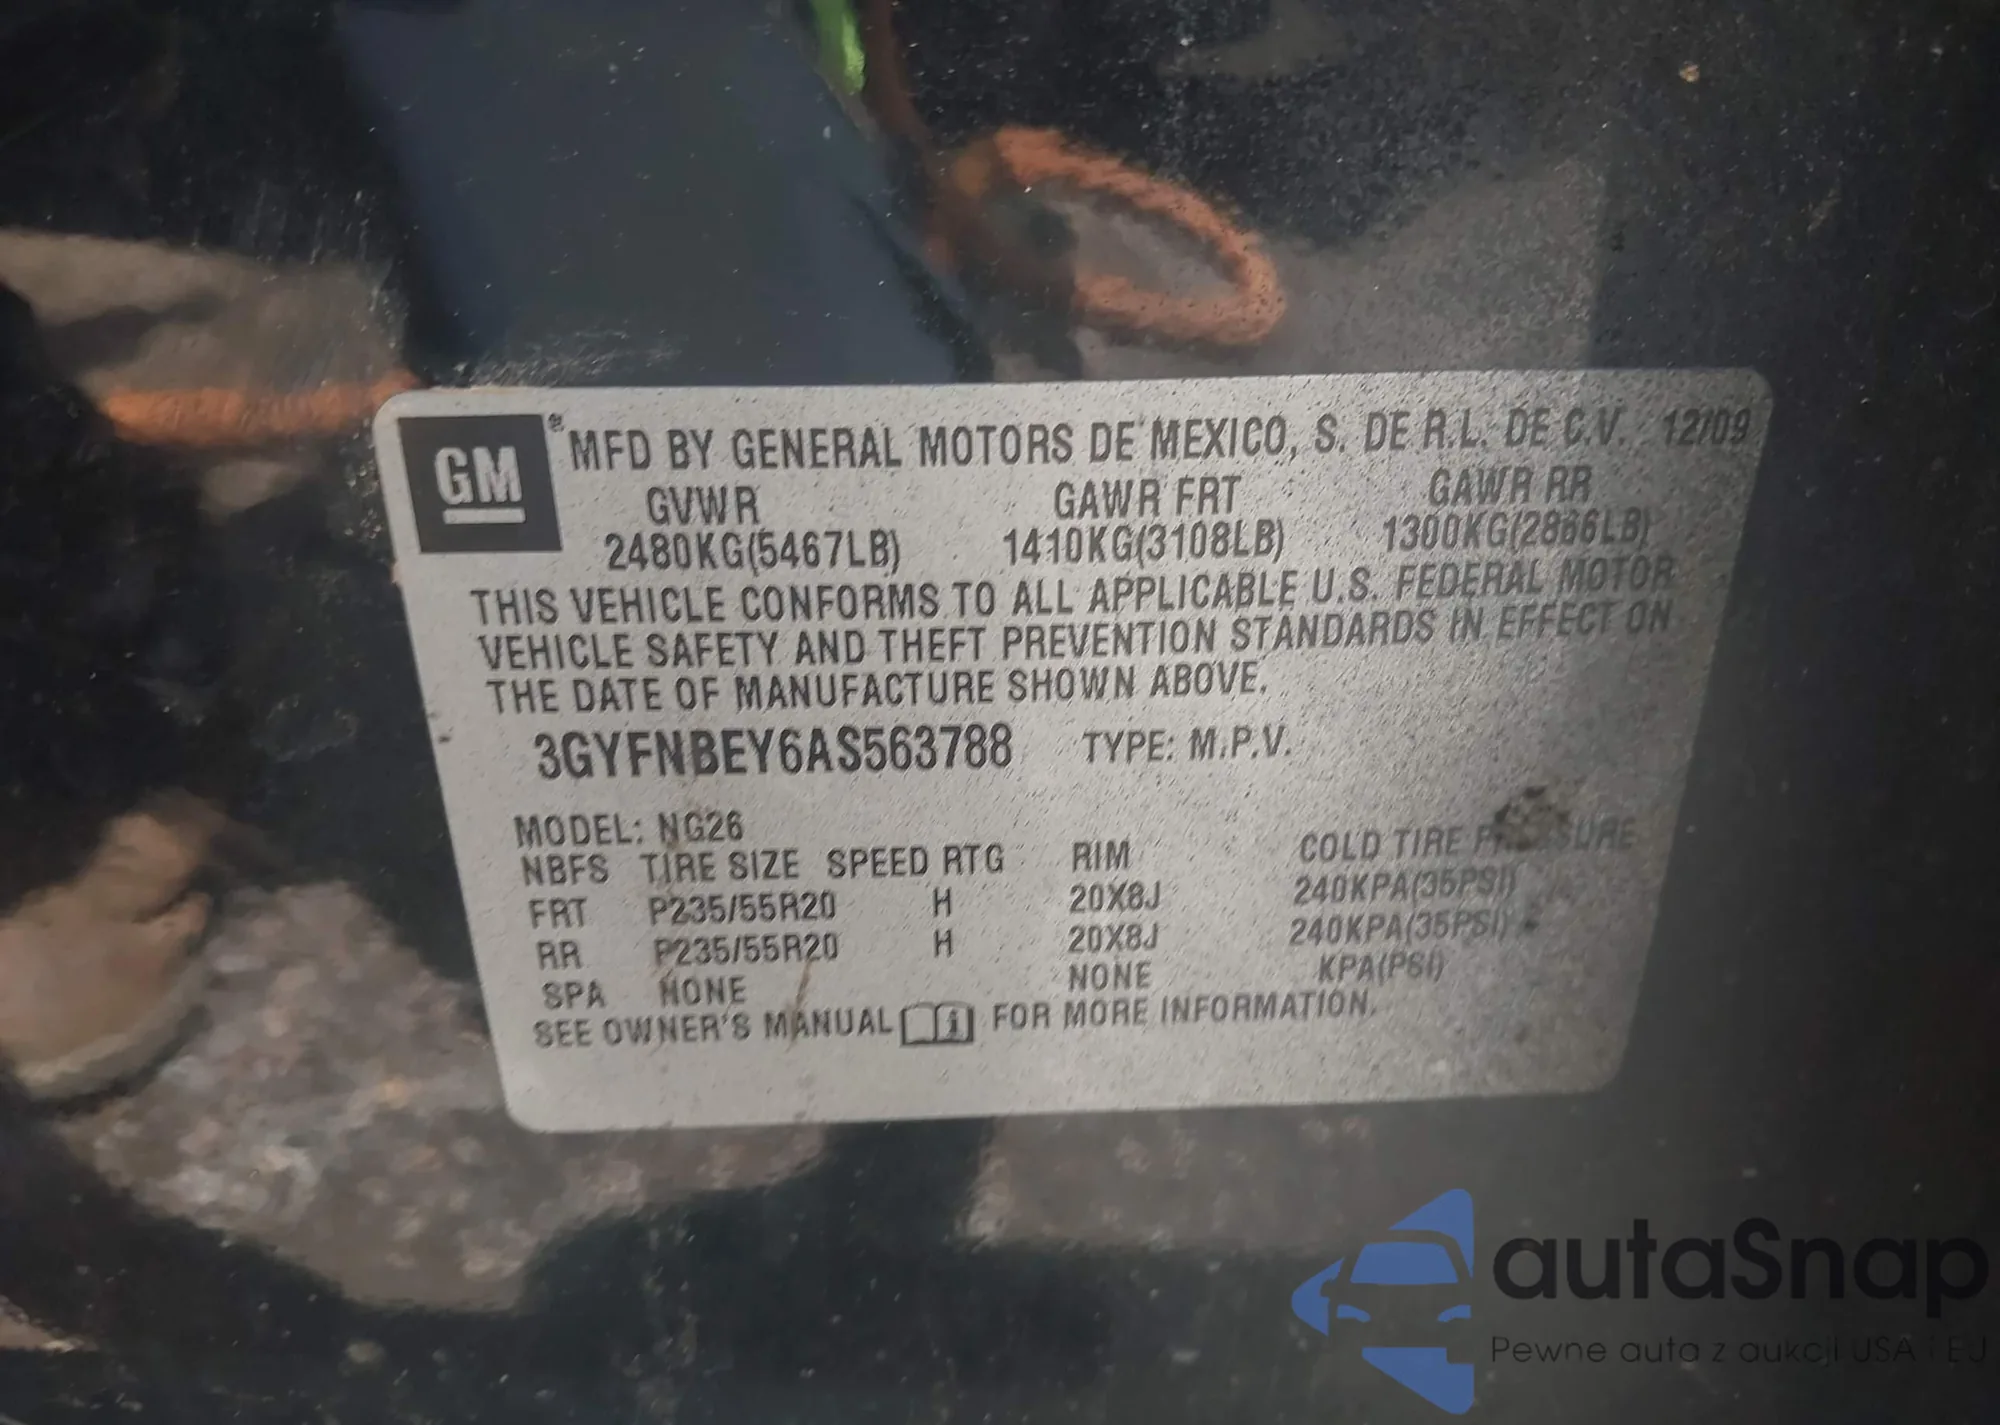 GM ® MFD BY GENERAL MOTORS DE MEXICO, S. DE R.L. DE C.V. 12/09
GVWR GAWR FRT GAWR RR
2480KG(5467LB) 1410KG(3108LB) 1300KG(2866LB)
THIS VEHICLE CONFORMS TO ALL APPLICABLE U.S. FEDERAL MOTOR
VEHICLE SAFETY AND THEFT PREVENTION STANDARDS IN EFFECT ON
THE DATE OF MANUFACTURE SHOWN ABOVE.
3GYFNBEY6AS563788 TYPE: M.P.V.
MODEL: NG26
NBFS TIRE SIZE SPEED RTG RIM COLD TIRE PRESSURE
FRT P235/55R20 H 20X8J 240KPA(35PSI)
RR P235/55R20 H 20X8J 240KPA(35PSI)
SPA NONE NONE KPA(PSI)
SEE OWNER'S MANUAL FOR MORE INFORMATION.
autaSnap
Pewne auta z aukcji USA i EJ